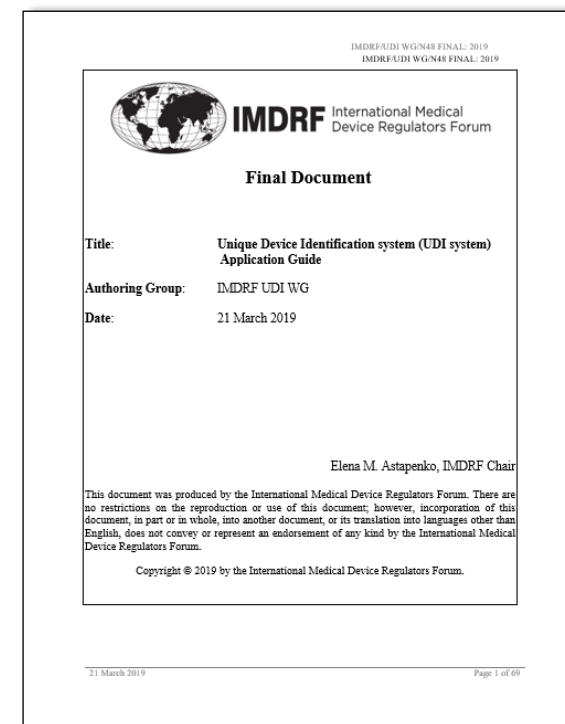 IMDRF/UDI WG/N48 FINAL: 2019
IMDRF/UDI WG/N48 FINAL: 2019
IMDRF International Medical
Device Regulators Forum
Final Document
Title: Unique Device Identification system (UDI system)
Application Guide
Authoring Group: IMDRF UDI WG
Date: 21 March 2019
Elena M. Astapenko, IMDRF Chair
This document was produced by the International Medical Device Regulators Forum. There are
no restrictions on the reproduction or use of this document; however, incorporation of this
document, in part or in whole, into another document, or its translation into languages other than
English, does not convey or represent an endorsement of any kind by the International Medical
Device Regulators Forum.
Copyright © 2019 by the International Medical Device Regulators Forum.
21 March 2019 Page 1 of 69